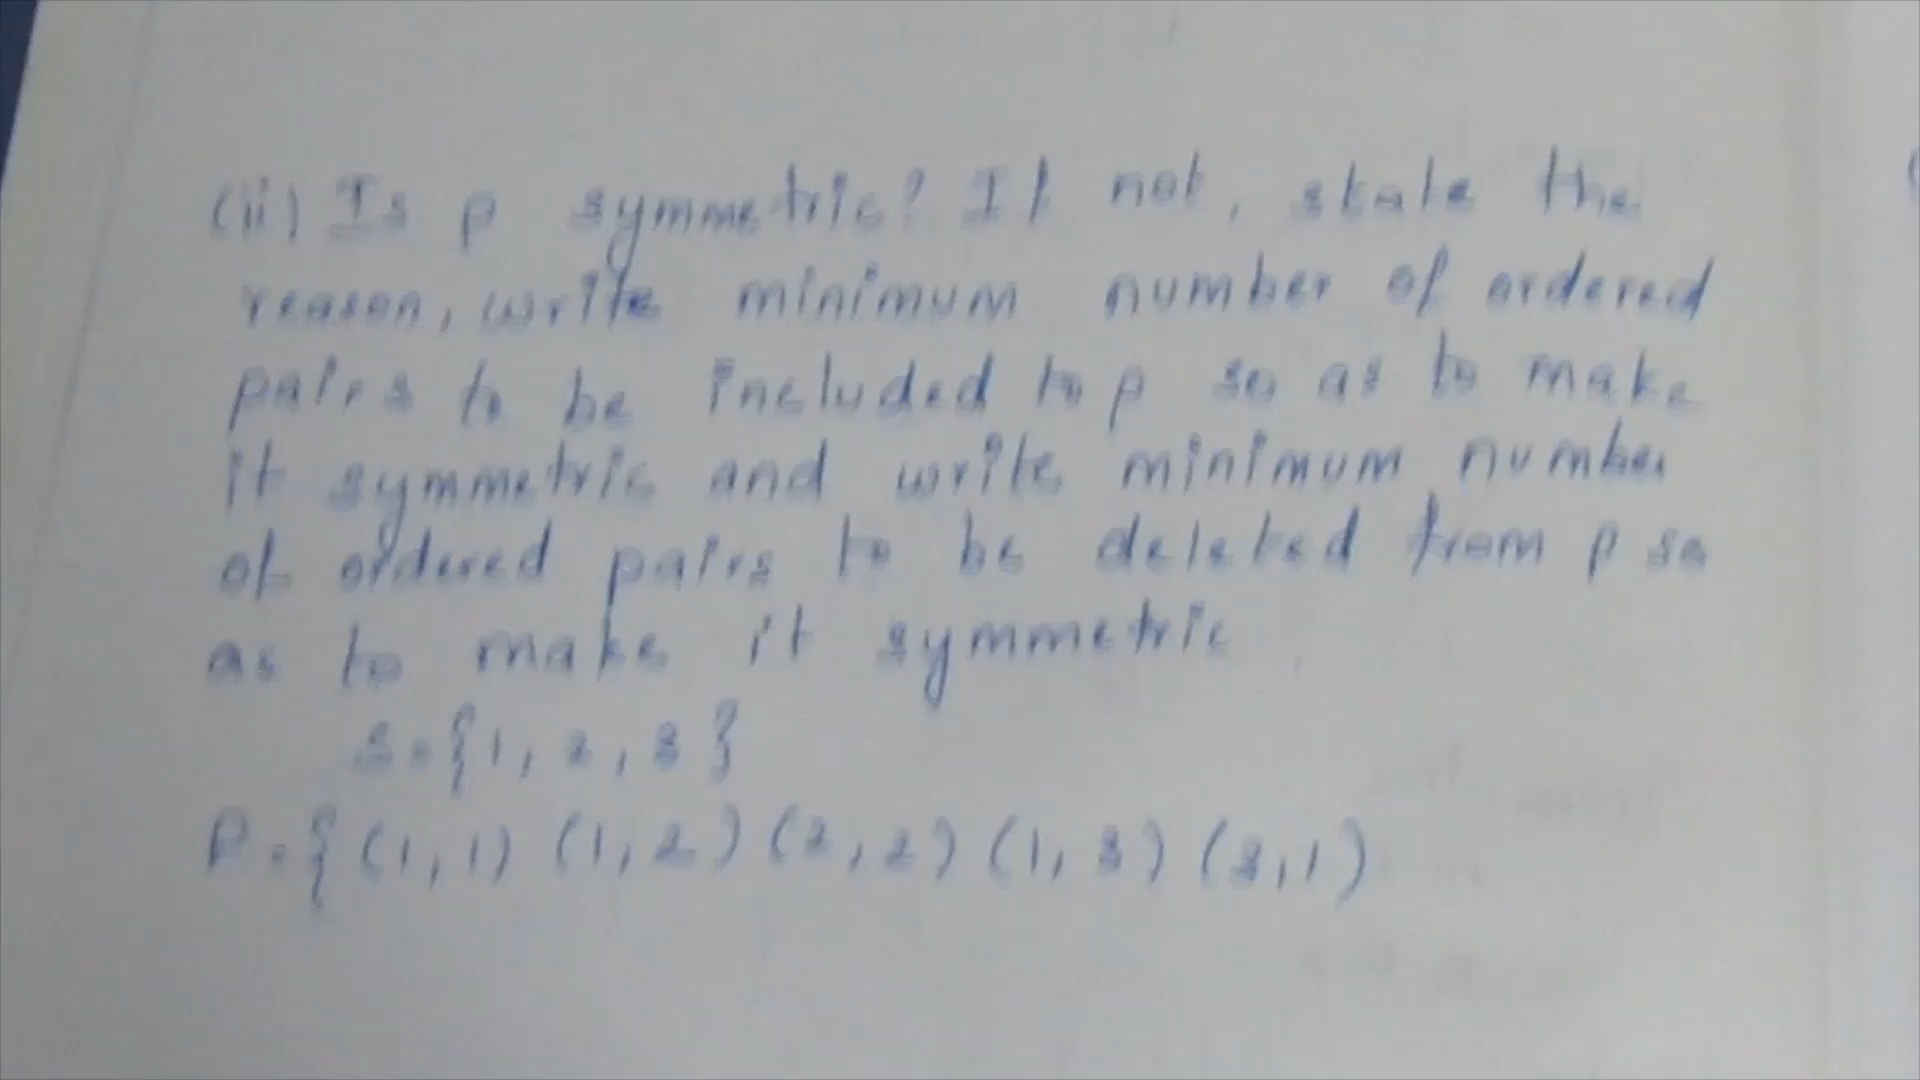 (ii) Is p symmetric? If not, state the
reason, write minimum number of ordered
pairs to be included to p so as to make
it symmetric and write minimum number
of ordered pairs to be deleted from p so
as to make it symmetric
S={1, 2, 3}
P={(1,1) (1,2) (2,2) (1,3) (3,1)